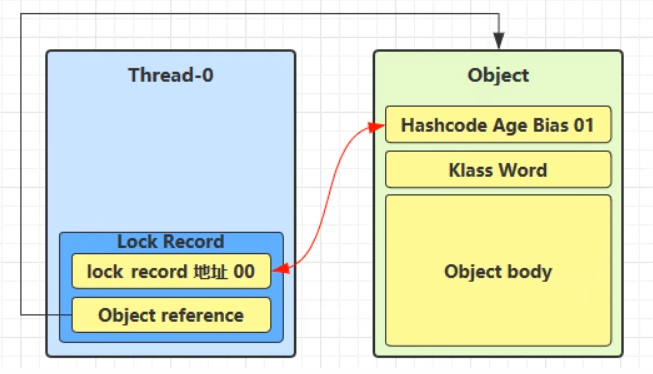 Thread-0
Lock Record
lock record 地址 00
Object reference
Object
Hashcode Age Bias 01
Klass Word
Object body